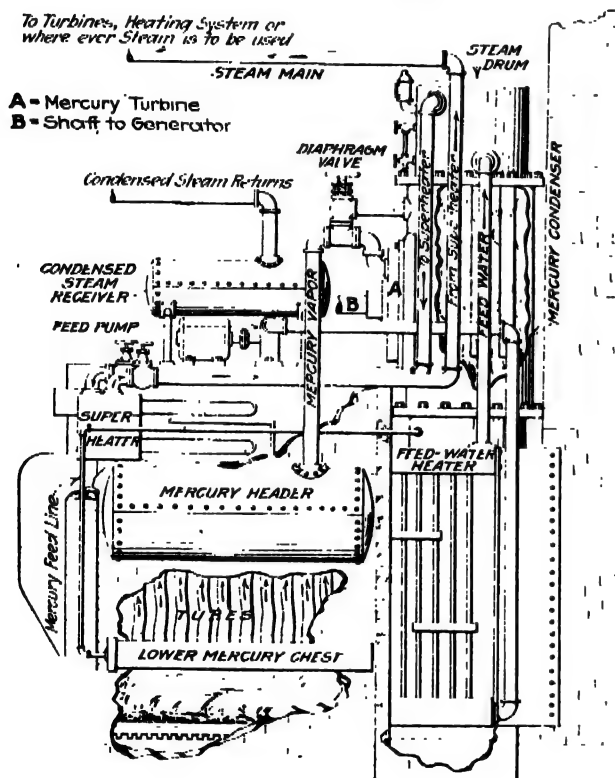 To Turbines, Heating System or
where ever Steam is to be used
STEAM MAIN
STEAM
DRUM
A = Mercury Turbine
B = Shaft to Generator
DIAPHRAGM
VALVE
Condensed Steam Returns
To Superheater
From Superheater
FEED WATER
MERCURY CONDENSER
CONDENSED
STEAM
RECEIVER
MERCURY VAPOR
A
B
FEED PUMP
SUPER
HEATER
FEED-WATER
HEATER
MERCURY HEADER
Mercury Feed Line
TUBES
LOWER MERCURY CHEST